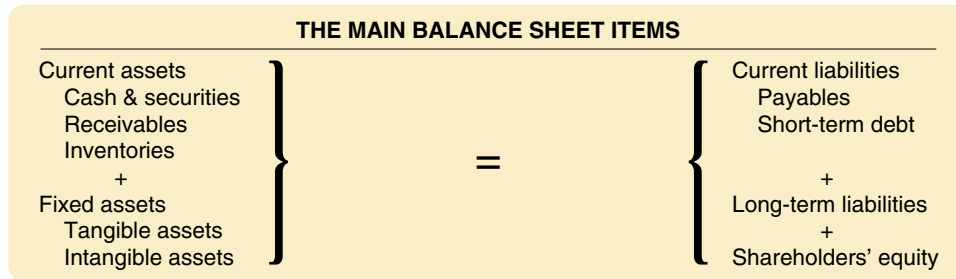 THE MAIN BALANCE SHEET ITEMS
Current assets
Cash & securities
Receivables
Inventories
+
Fixed assets
Tangible assets
Intangible assets
=
Current liabilities
Payables
Short-term debt
+
Long-term liabilities
+
Shareholders’ equity